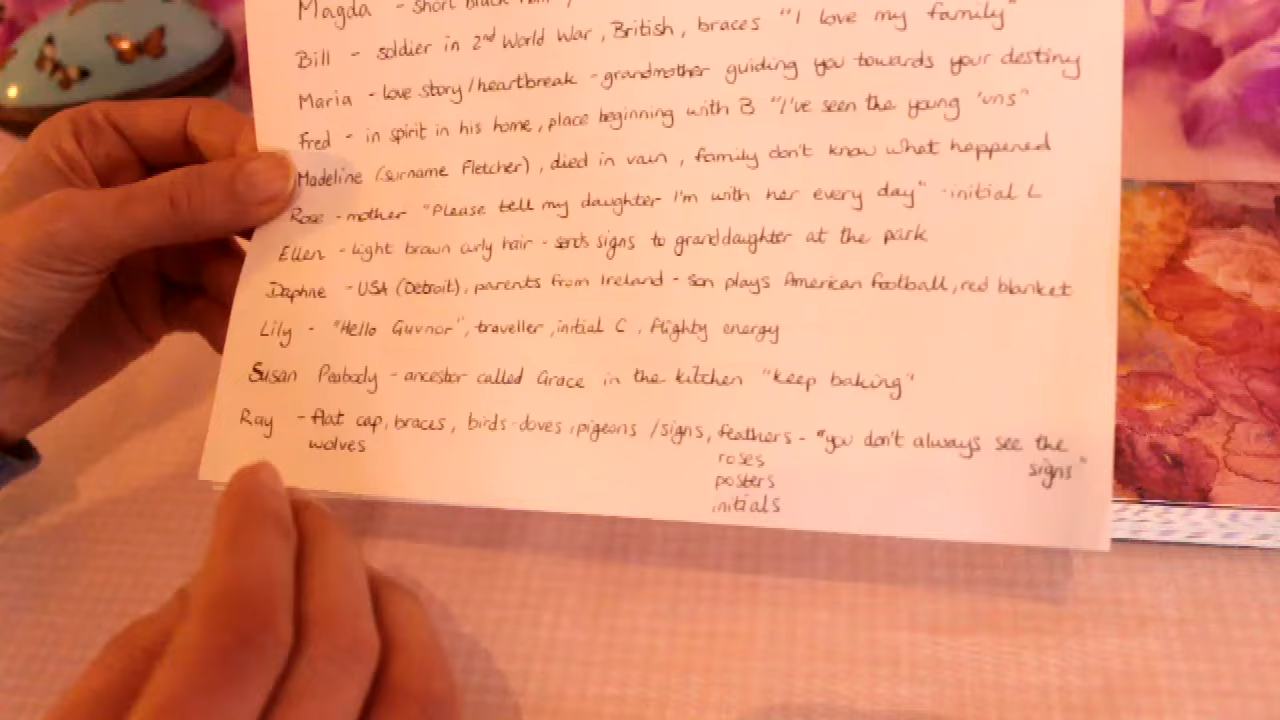 Magda - short black
Bill - soldier in 2nd World War, British, braces "I love my family"
Maria - love story/heartbreak - grandmother guiding you towards your destiny
Fred - in spirit in his home, place beginning with B "I've seen the young 'uns"
Madeline (surname Fletcher), died in vain, family don't know what happened
Rose - mother "Please tell my daughter I'm with her every day" - initial L
Ellen - light brown curly hair - sends signs to granddaughter at the park
Daphne - USA (Detroit), parents from Ireland - son plays American football, red blanket
Lily - "Hello Guvnor", traveller, initial C, flighty energy
Susan Peabody - ancestor called Grace in the kitchen "keep baking"
Ray - flat cap, braces, birds - doves, pigeons / signs, feathers - "you don't always see the
wolves
roses
signs"
posters
initials